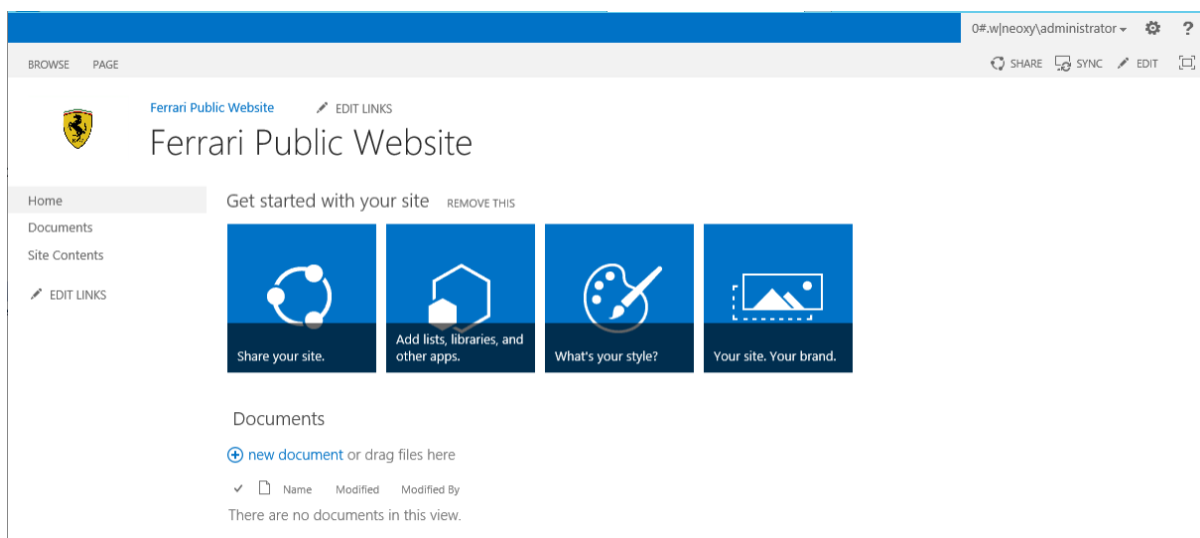 0#.w|neoxy\administrator
?
BROWSE PAGE
SHARE SYNC EDIT
Ferrari Public Website EDIT LINKS
Ferrari Public Website
Home
Documents
Site Contents
EDIT LINKS
Get started with your site REMOVE THIS
Share your site.
Add lists, libraries, and
other apps.
What's your style?
Your site. Your brand.
Documents
new document or drag files here
Name Modified Modified By
There are no documents in this view.